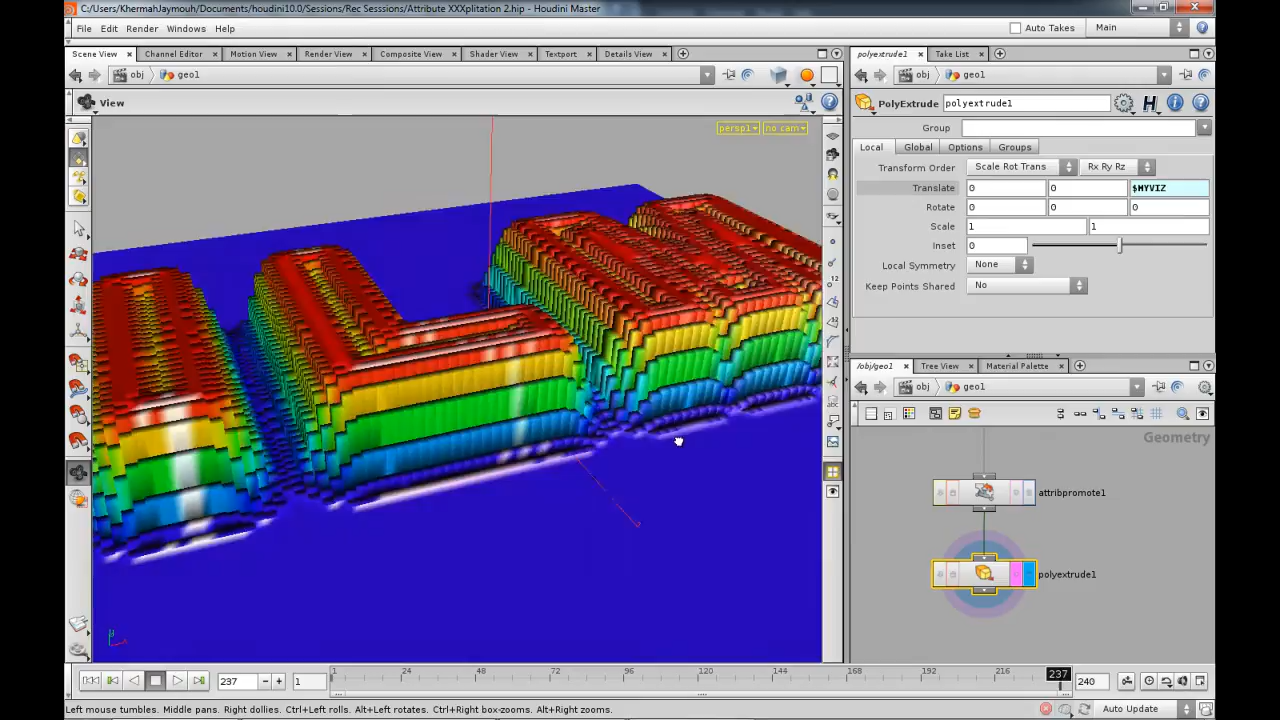 C:/Users/KhermahJaymouh/Documents/houdini10.0/Sessions/Rec Sesssions/Attribute XXXplitation 2.hip - Houdini Master
File Edit Render Windows Help
Auto Takes Main
Scene View Channel Editor Motion View Render View Composite View Shader View Textport Details View
polyextrude1 Take List
obj geo1
obj geo1
View
PolyExtrude polyextrude1
persp1 no cam
Group
Local Global Options Groups
Transform Order Scale Rot Trans Rx Ry Rz
Translate 0 0 $MYVIZ
Rotate 0 0 0
Scale 1 1
Inset 0
Local Symmetry None
Keep Points Shared No
/obj/geo1 Tree View Material Palette
obj geo1
Geometry
attribpromote1
polyextrude1
237 1
1 24 48 72 96 120 144 168 192 216 237
240
Left mouse tumbles. Middle pans. Right dollies. Ctrl+Left rolls. Alt+Left rotates. Ctrl+Right box-zooms. Alt+Right zooms.
Auto Update